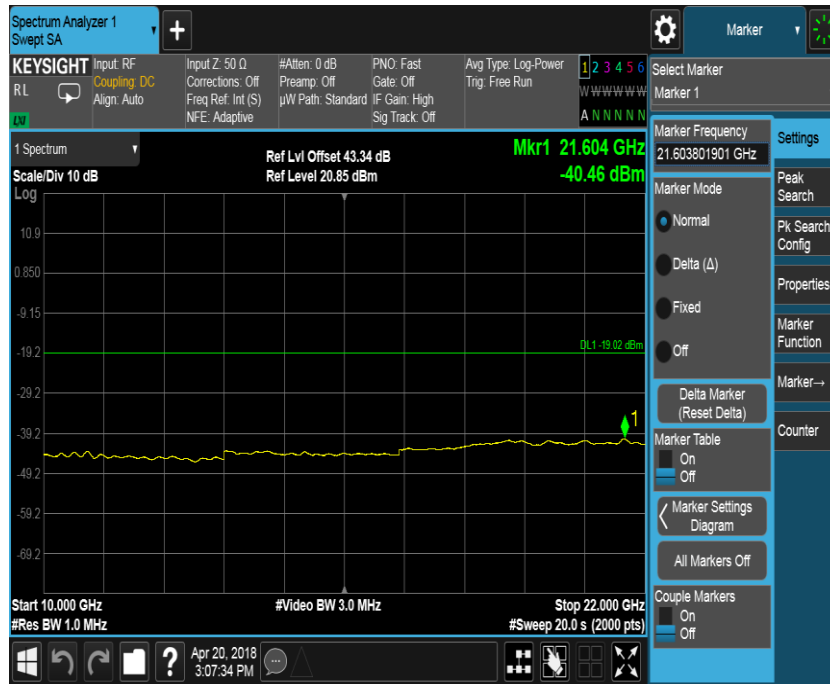 Spectrum Analyzer 1
Swept SA
+
Marker
KEYSIGHT
RL
LXI
Input: RF
Coupling: DC
Align: Auto
Input Z: 50 Ω
Corrections: Off
Freq Ref: Int (S)
NFE: Adaptive
#Atten: 0 dB
Preamp: Off
µW Path: Standard
PNO: Fast
Gate: Off
IF Gain: High
Sig Track: Off
Avg Type: Log-Power
Trig: Free Run
1 2 3 4 5 6
W W W W W W
A N N N N N
Select Marker
Marker 1
1 Spectrum
Scale/Div 10 dB
Log
Ref Lvl Offset 43.34 dB
Ref Level 20.85 dBm
Mkr1 21.604 GHz
-40.46 dBm
10.9
0.850
-9.15
-19.2
-29.2
-39.2
-49.2
-59.2
-69.2
DL1 -19.02 dBm
1
Start 10.000 GHz
#Res BW 1.0 MHz
#Video BW 3.0 MHz
Stop 22.000 GHz
#Sweep 20.0 s (2000 pts)
Marker Frequency
21.603801901 GHz
Marker Mode
Normal
Delta (Δ)
Fixed
Off
Delta Marker
(Reset Delta)
Marker Table
On
Off
Marker Settings
Diagram
All Markers Off
Couple Markers
On
Off
Settings
Peak
Search
Pk Search
Config
Properties
Marker
Function
Marker→
Counter
?
Apr 20, 2018
3:07:34 PM